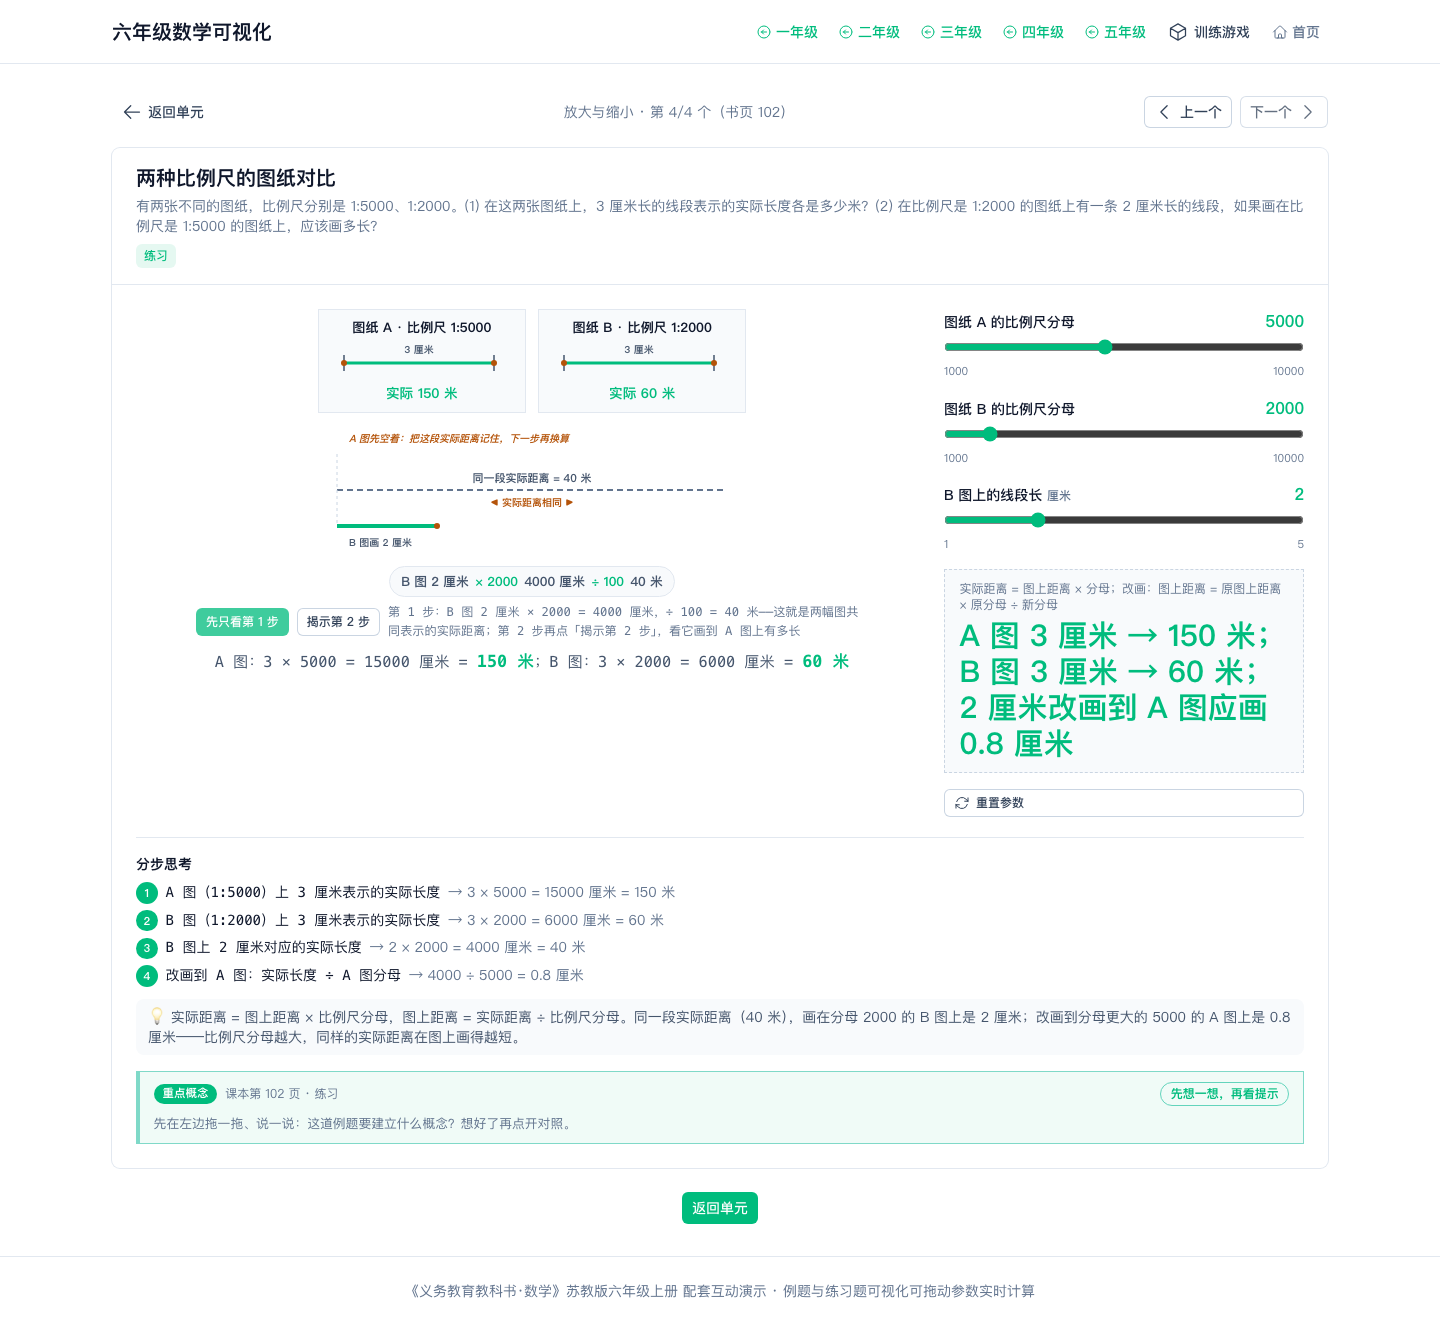 六年级数学可视化
一年级 二年级 三年级 四年级 五年级 训练游戏 首页
返回单元
放大与缩小 · 第 4/4 个（书页 102）
上一个 下一个
两种比例尺的图纸对比
有两张不同的图纸，比例尺分别是 1:5000、1:2000。(1) 在这两张图纸上，3 厘米长的线段表示的实际长度各是多少米？(2) 在比例尺是 1:2000 的图纸上有一条 2 厘米长的线段，如果画在比
例尺是 1:5000 的图纸上，应该画多长？
练习
图纸 A · 比例尺 1:5000
3 厘米
实际 150 米
图纸 B · 比例尺 1:2000
3 厘米
实际 60 米
A 图先空着：把这段实际距离记住，下一步再换算
同一段实际距离 = 40 米
◄ 实际距离相同 ►
B 图画 2 厘米
B 图 2 厘米 × 2000 4000 厘米 ÷ 100 40 米
先只看第 1 步 揭示第 2 步
第 1 步：B 图 2 厘米 × 2000 = 4000 厘米，÷ 100 = 40 米——这就是两幅图共
同表示的实际距离；第 2 步再点「揭示第 2 步」，看它画到 A 图上有多长
A 图：3 × 5000 = 15000 厘米 = 150 米；B 图：3 × 2000 = 6000 厘米 = 60 米
图纸 A 的比例尺分母 5000
1000 10000
图纸 B 的比例尺分母 2000
1000 10000
B 图上的线段长 厘米 2
1 5
实际距离 = 图上距离 × 分母；改画：图上距离 = 原图上距离
× 原分母 ÷ 新分母
A 图 3 厘米 → 150 米；
B 图 3 厘米 → 60 米；
2 厘米改画到 A 图应画
0.8 厘米
重置参数
分步思考
1 A 图（1:5000）上 3 厘米表示的实际长度 → 3 × 5000 = 15000 厘米 = 150 米
2 B 图（1:2000）上 3 厘米表示的实际长度 → 3 × 2000 = 6000 厘米 = 60 米
3 B 图上 2 厘米对应的实际长度 → 2 × 2000 = 4000 厘米 = 40 米
4 改画到 A 图：实际长度 ÷ A 图分母 → 4000 ÷ 5000 = 0.8 厘米
💡 实际距离 = 图上距离 × 比例尺分母，图上距离 = 实际距离 ÷ 比例尺分母。同一段实际距离（40 米），画在分母 2000 的 B 图上是 2 厘米；改画到分母更大的 5000 的 A 图上是 0.8
厘米——比例尺分母越大，同样的实际距离在图上画得越短。
重点概念 课本第 102 页 · 练习
先想一想，再看提示
先在左边拖一拖、说一说：这道例题要建立什么概念？想好了再点开对照。
返回单元
《义务教育教科书·数学》苏教版六年级上册 配套互动演示 · 例题与练习题可视化可拖动参数实时计算